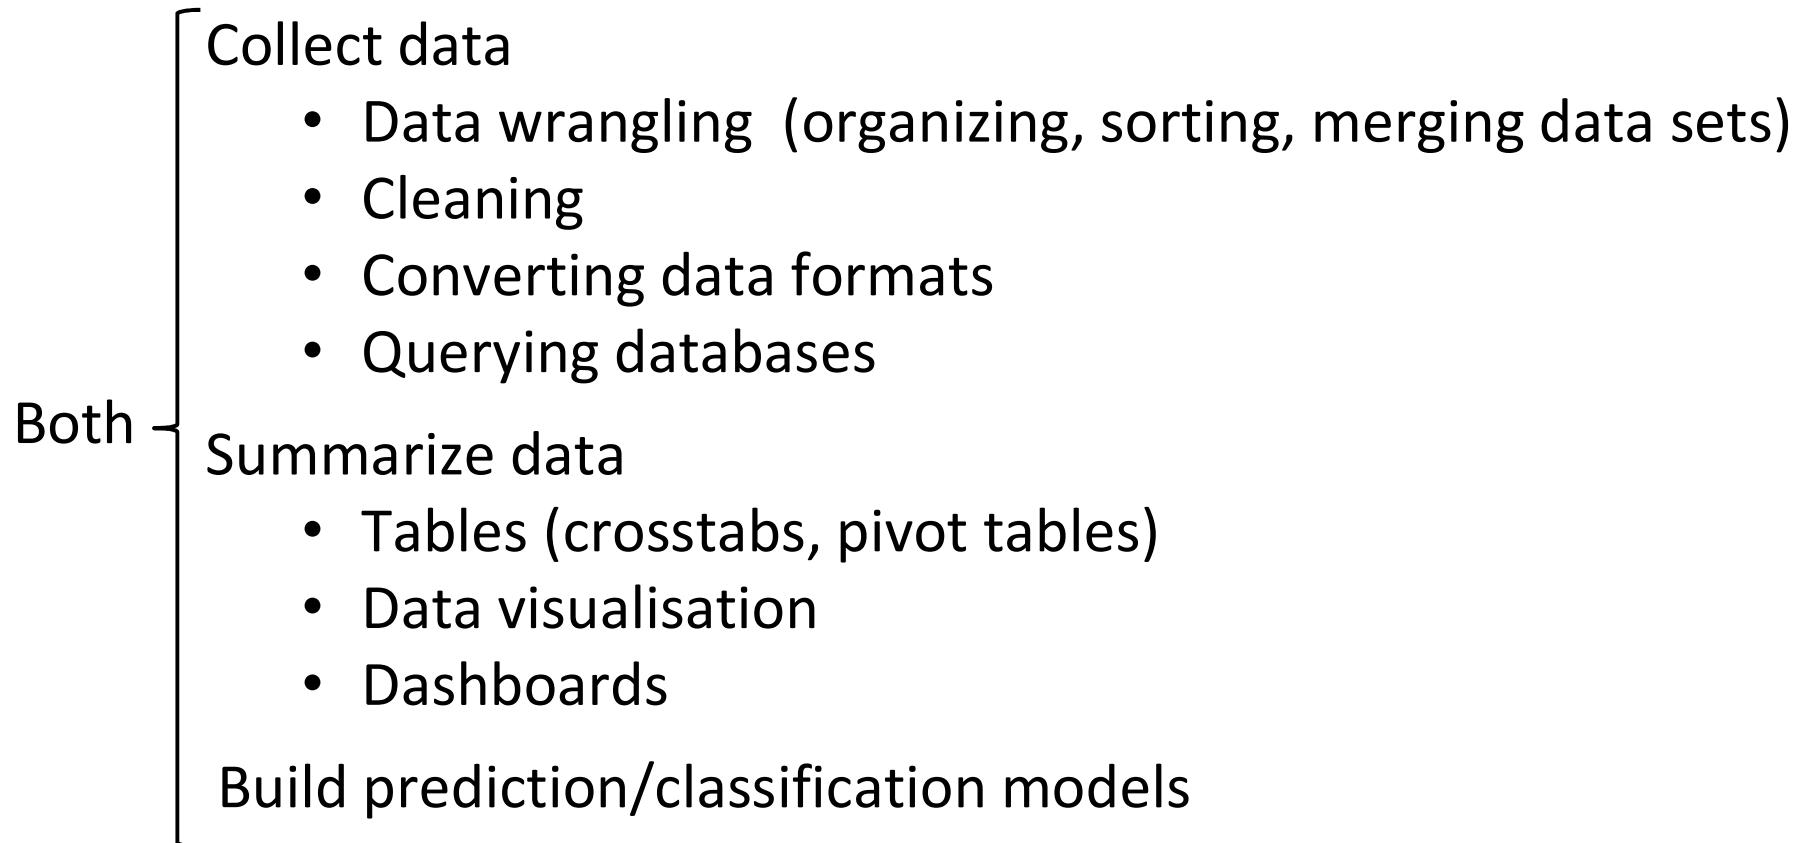 Collect data
• Data wrangling  (organizing, sorting, merging data sets)
• Cleaning
• Converting data formats
• Querying databases
Both
Summarize data
• Tables (crosstabs, pivot tables)
• Data visualisation
• Dashboards
Build prediction/classification models